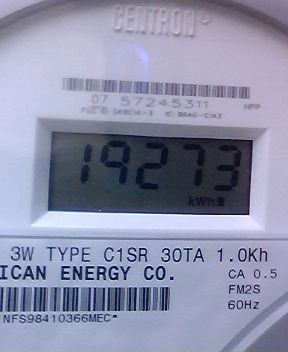 CENTRON
07 57245311 HPP
19273
kWh
3W TYPE C1SR 30TA 1.0Kh
ICAN ENERGY CO. CA 0.5
FM2S
60Hz
NFS98410366MEC*